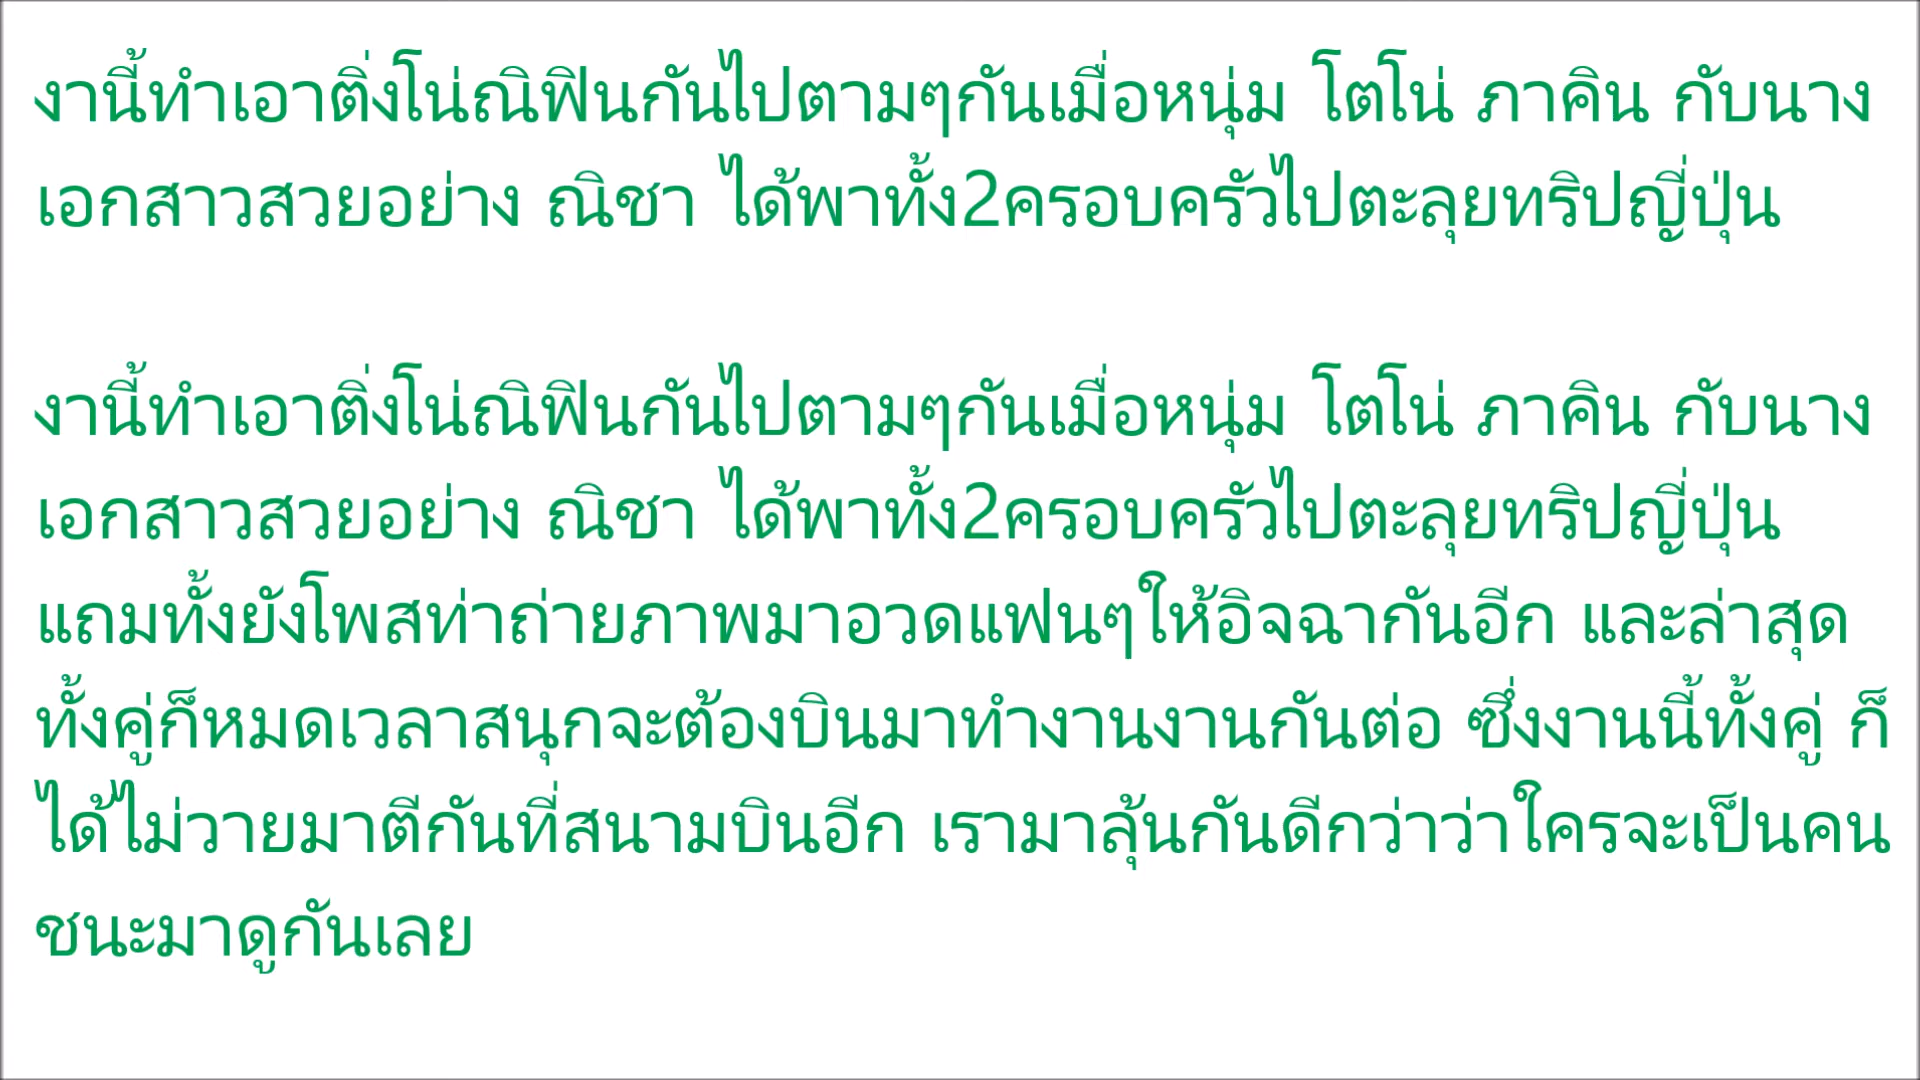 งานี้ทำเอาติ่งโน่ณิฟินกันไปตามๆกันเมื่อหนุ่ม โตโน่ ภาคิน กับนาง
เอกสาวสวยอย่าง ณิชา ได้พาทั้ง2ครอบครัวไปตะลุยทริปญี่ปุ่น
งานี้ทำเอาติ่งโน่ณิฟินกันไปตามๆกันเมื่อหนุ่ม โตโน่ ภาคิน กับนาง
เอกสาวสวยอย่าง ณิชา ได้พาทั้ง2ครอบครัวไปตะลุยทริปญี่ปุ่น
แถมทั้งยังโพสท่าถ่ายภาพมาอวดแฟนๆให้อิจฉากันอีก และล่าสุด
ทั้งคู่ก็หมดเวลาสนุกจะต้องบินมาทำงานงานกันต่อ ซึ่งงานนี้ทั้งคู่ ก็
ได้ไม่วายมาตีกันที่สนามบินอีก เรามาลุ้นกันดีกว่าว่าใครจะเป็นคน
ชนะมาดูกันเลย